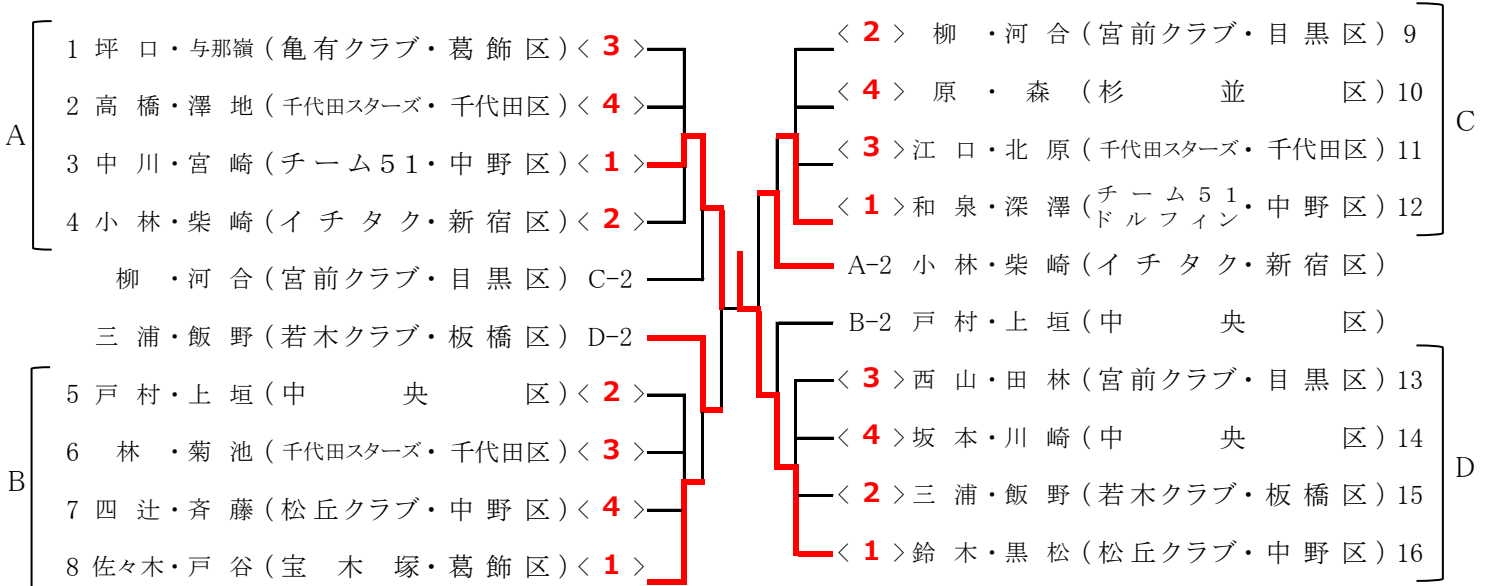 A
1 坪口・与那嶺(亀有クラブ・葛飾区)< 3 >
2 高橋・澤地(千代田スターズ・千代田区)< 4 >
3 中川・宮崎(チーム51・中野区)< 1 >
4 小林・柴崎(イチタク・新宿区)< 2 >
柳・河合(宮前クラブ・目黒区) C-2
三浦・飯野(若木クラブ・板橋区) D-2
B
5 戸村・上垣(中央区)< 2 >
6 林・菊池(千代田スターズ・千代田区)< 3 >
7 四辻・斉藤(松丘クラブ・中野区)< 4 >
8 佐々木・戸谷(宝木塚・葛飾区)< 1 >
C
< 2 > 柳・河合(宮前クラブ・目黒区) 9
< 4 > 原・森(杉並区) 10
< 3 > 江口・北原(千代田スターズ・千代田区) 11
< 1 > 和泉・深澤(チーム51ドルフィン・中野区) 12
A-2 小林・柴崎(イチタク・新宿区)
B-2 戸村・上垣(中央区)
D
< 3 > 西山・田林(宮前クラブ・目黒区) 13
< 4 > 坂本・川崎(中央区) 14
< 2 > 三浦・飯野(若木クラブ・板橋区) 15
< 1 > 鈴木・黒松(松丘クラブ・中野区) 16